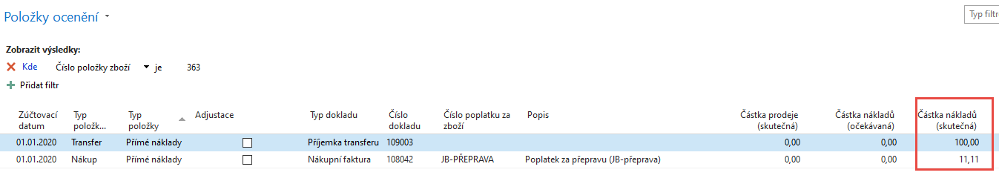 Položky ocenění
Typ filtr
Zobrazit výsledky:
Kde Číslo položky zboží je 363
Přidat filtr
Zúčtovací datum Typ položk... Typ položky Adjustace Typ dokladu Číslo dokladu Číslo poplatku za zboží Popis Částka prodeje (skutečná) Částka nákladů (očekávaná) Částka nákladů (skutečná)
01.01.2020 Transfer Přímé náklady Příjemka transferu 109003 0,00 0,00 100,00
01.01.2020 Nákup Přímé náklady Nákupní faktura 108042 JB-PŘEPRAVA Poplatek za přepravu (JB-přeprava) 0,00 0,00 11,11